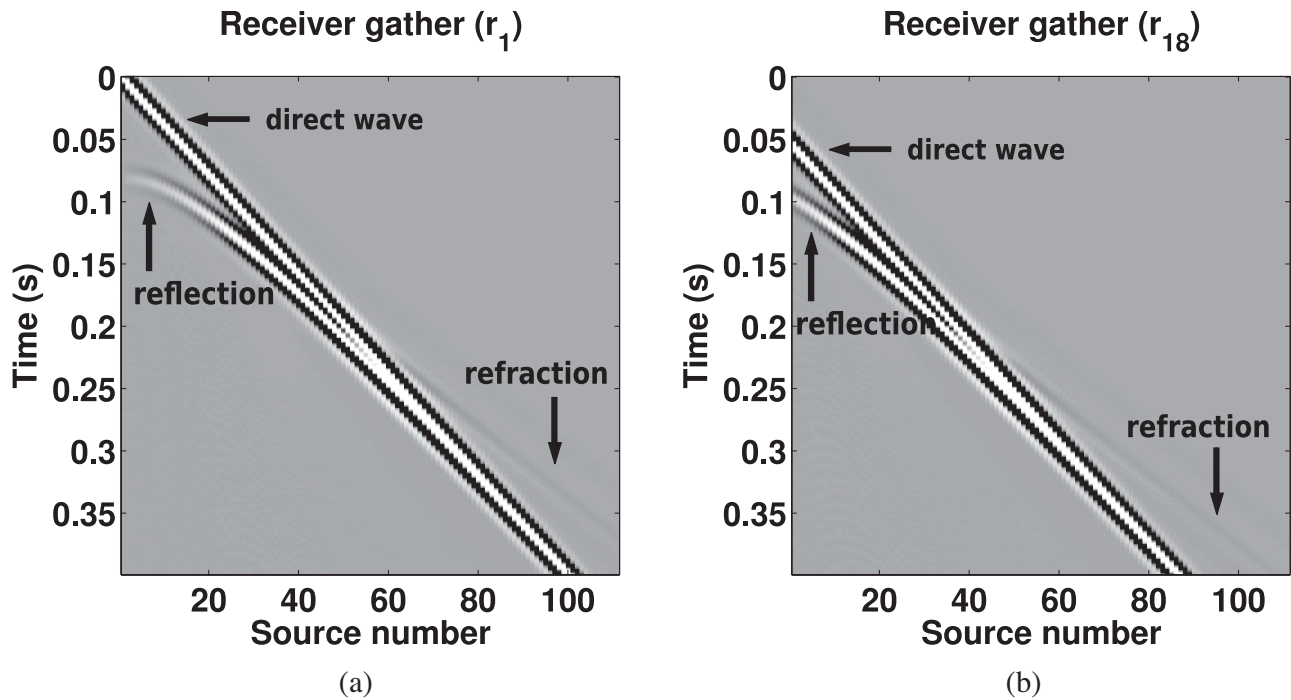 Receiver gather (r1)
0
0.05
0.1
0.15
0.2
0.25
0.3
0.35
Time (s)
direct wave
reflection
refraction
20 40 60 80 100
Source number
(a)
Receiver gather (r18)
0
0.05
0.1
0.15
0.2
0.25
0.3
0.35
Time (s)
direct wave
reflection
refraction
20 40 60 80 100
Source number
(b)